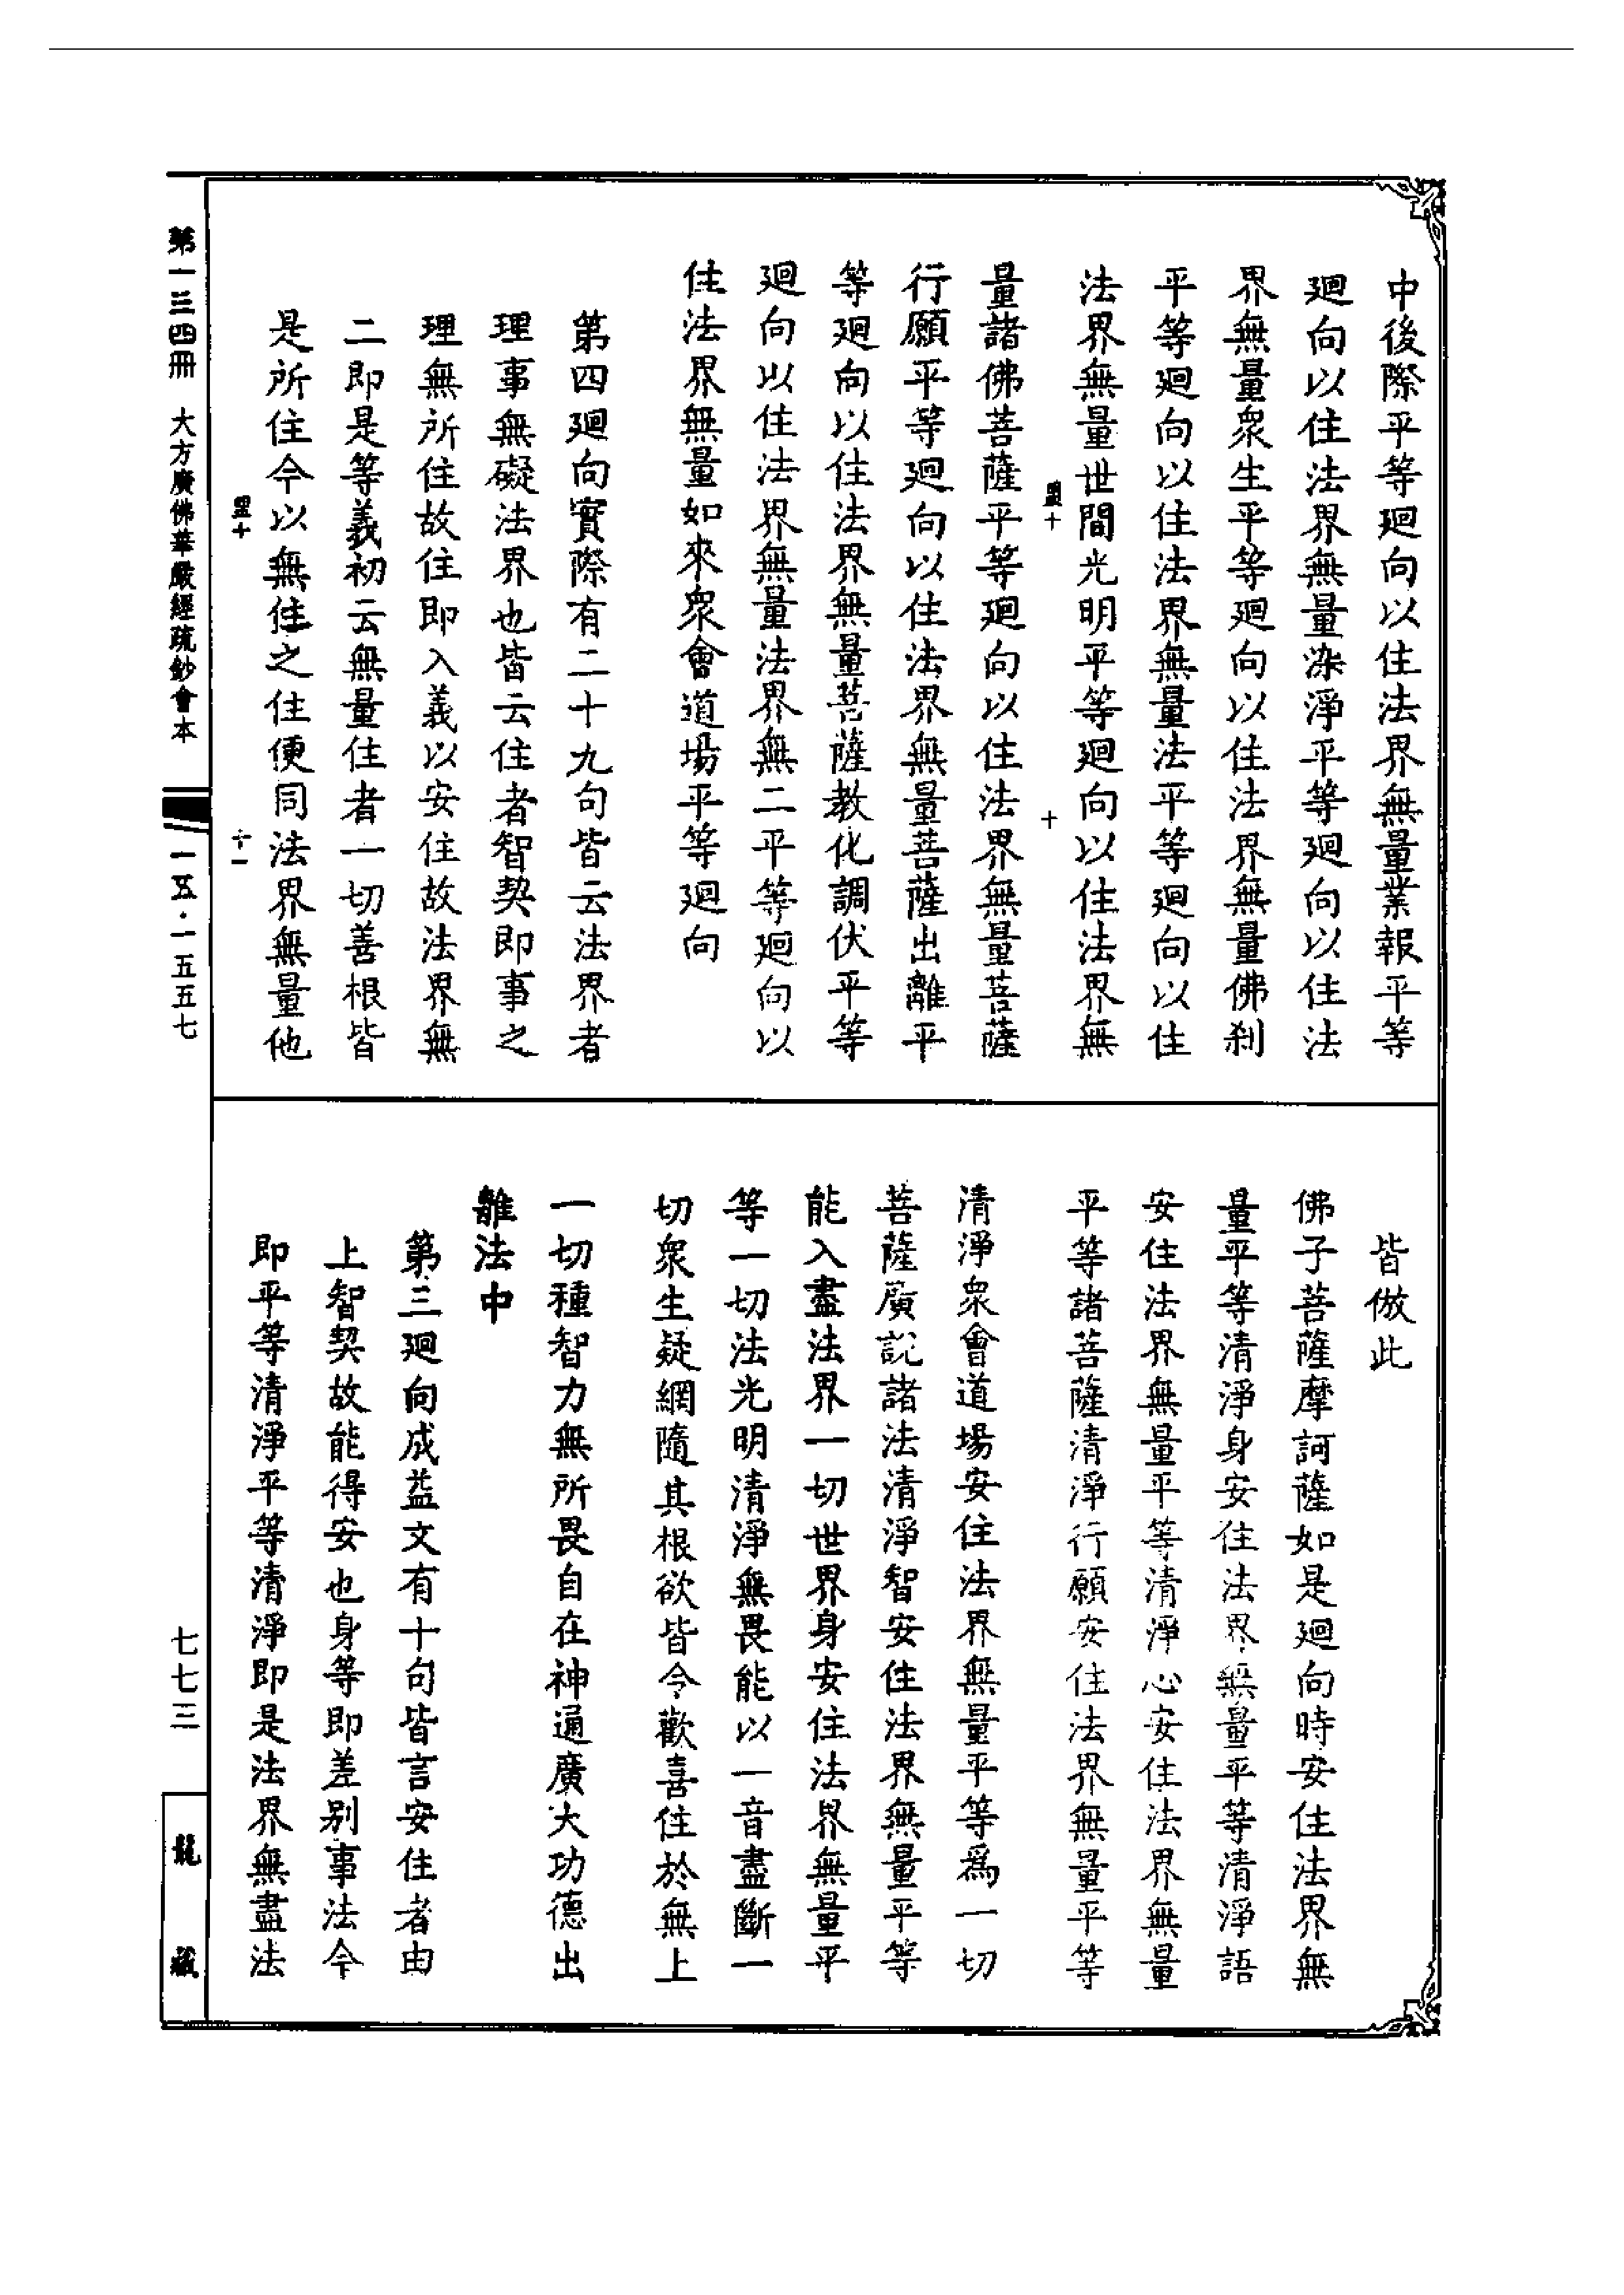 中後際平等廻向以住法界無量業報平等
廻向以住法界無量染淨平等廻向以住法
界無量衆生平等廻向以住法界無量佛刹
平等廻向以住法界無量法平等廻向以住
法界無量世間光明平等廻向以住法界無
十
量諸佛菩薩平等廻向以住法界無量菩薩
行願平等廻向以住法界無量菩薩出離平
等廻向以住法界無量菩薩教化調伏平等
廻向以住法界無量法界無二平等廻向以
住法界無量如來衆會道場平等廻向
第四廻向實際有二十九句皆云法界者
理事無礙法界也皆云住者智契即事之
理無所住故住即入義以安住故法界無
二即是等義初云無量住者一切善根皆
是所住今以無住之住便同法界無量他
十一
皆倣此
佛子菩薩摩訶薩如是廻向時安住法界無
量平等清淨身安住法界無量平等清淨語
安住法界無量平等清淨心安住法界無量
平等諸菩薩清淨行願安住法界無量平等
清淨衆會道場安住法界無量平等爲一切
菩薩廣説諸法清淨智安住法界無量平等
能入盡法界一切世界身安住法界無量平
等一切法光明清淨無畏能以一音盡斷一
切衆生疑網隨其根欲皆令歡喜住於無上
一切種智力無所畏自在神通廣大功德出
離法中
第三廻向成益文有十句皆言安住者由
上智契故能得安也身等即差别事法今
即平等清淨平等清淨即是法界無盡法
第一三四冊　大方廣佛華嚴經疏鈔會本
一五·一五五七
七七三
龍藏